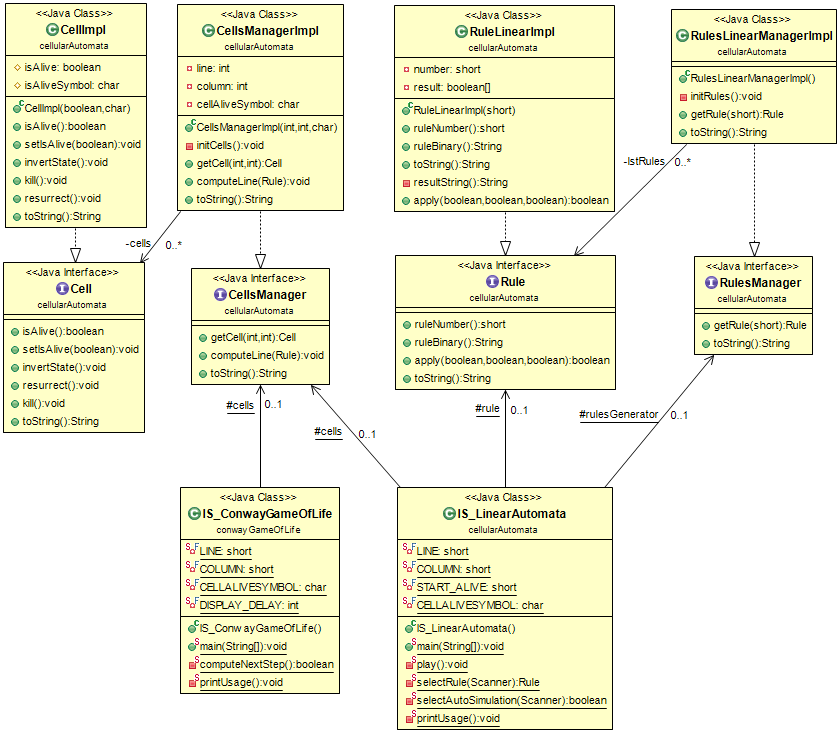 <<Java Class>>
CellImpl
cellularAutomata
isAlive: boolean
isAliveSymbol: char
CellImpl(boolean,char)
isAlive():boolean
setIsAlive(boolean):void
invertState():void
kill():void
resurrect():void
toString():String
<<Java Class>>
CellsManagerImpl
cellularAutomata
line: int
column: int
cellAliveSymbol: char
CellsManagerImpl(int,int,char)
initCells():void
getCell(int,int):Cell
computeLine(Rule):void
toString():String
<<Java Class>>
RuleLinearImpl
cellularAutomata
number: short
result: boolean[]
RuleLinearImpl(short)
ruleNumber():short
ruleBinary():String
toString():String
resultString():String
apply(boolean,boolean,boolean):boolean
<<Java Class>>
RulesLinearManagerImpl
cellularAutomata
RulesLinearManagerImpl()
initRules():void
getRule(short):Rule
toString():String
-cells
0..*
-lstRules
0..*
<<Java Interface>>
Cell
cellularAutomata
isAlive():boolean
setIsAlive(boolean):void
invertState():void
resurrect():void
kill():void
toString():String
<<Java Interface>>
CellsManager
cellularAutomata
getCell(int,int):Cell
computeLine(Rule):void
toString():String
<<Java Interface>>
Rule
cellularAutomata
ruleNumber():short
ruleBinary():String
apply(boolean,boolean,boolean):boolean
toString():String
<<Java Interface>>
RulesManager
cellularAutomata
getRule(short):Rule
toString():String
#cells
0..1
#cells
0..1
#rule
0..1
#rulesGenerator
0..1
<<Java Class>>
IS_ConwayGameOfLife
conwayGameOfLife
LINE: short
COLUMN: short
CELLALIVESYMBOL: char
DISPLAY_DELAY: int
IS_ConwayGameOfLife()
main(String[]):void
computeNextStep():boolean
printUsage():void
<<Java Class>>
IS_LinearAutomata
cellularAutomata
LINE: short
COLUMN: short
START_ALIVE: short
CELLALIVESYMBOL: char
IS_LinearAutomata()
main(String[]):void
play():void
selectRule(Scanner):Rule
selectAutoSimulation(Scanner):boolean
printUsage():void